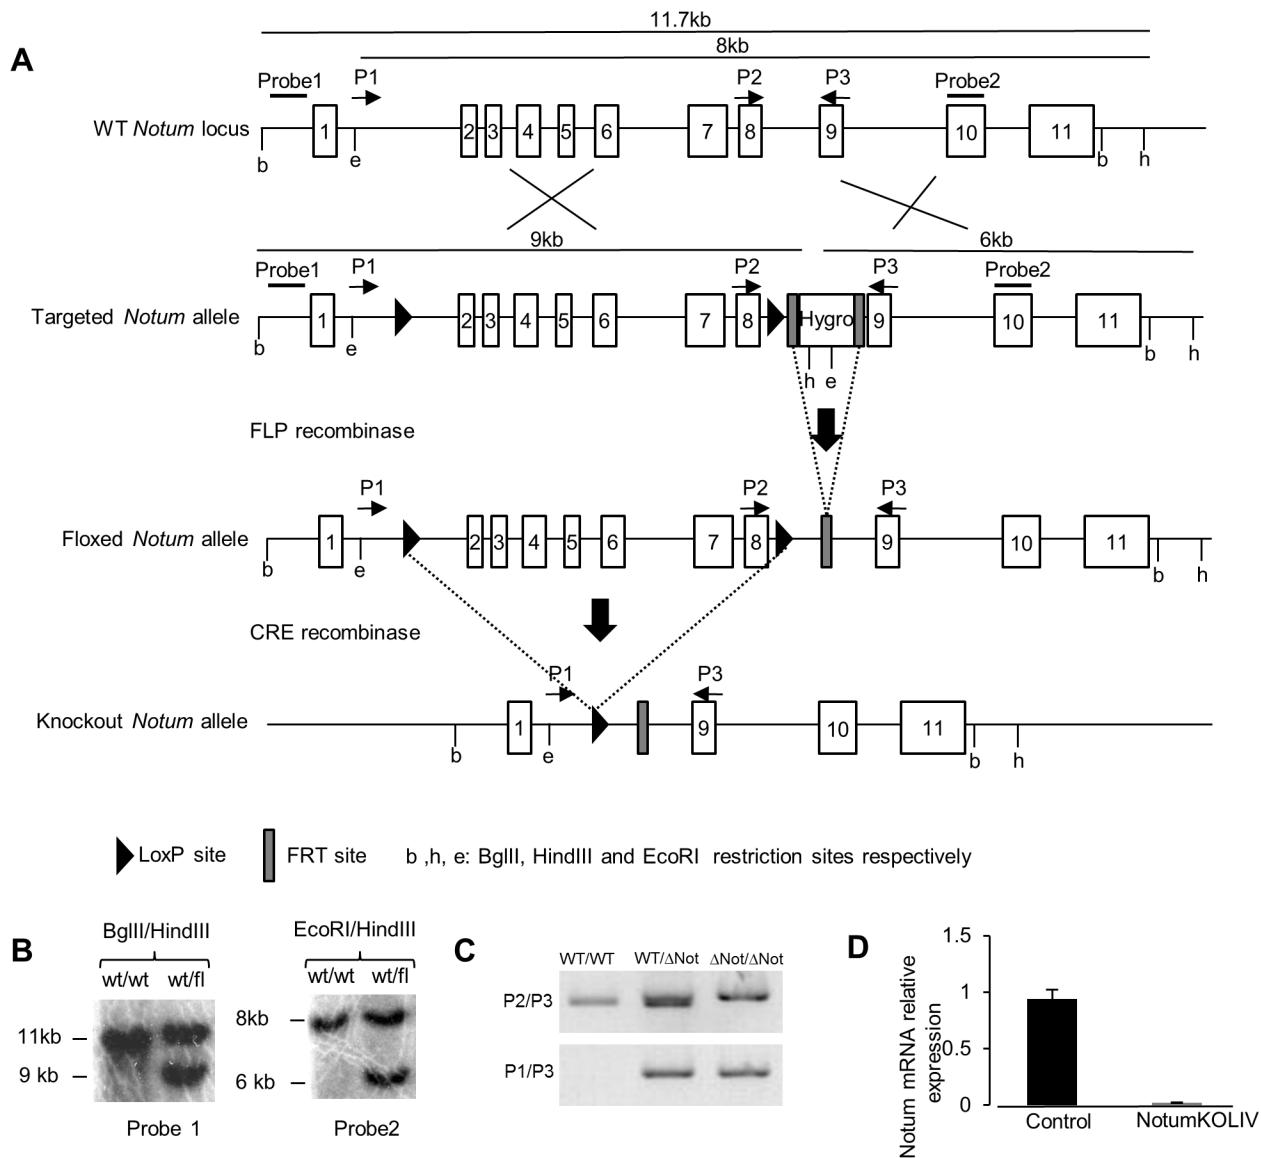 A
11.7kb
8kb
Probe1 P1 P2 P3 Probe2
WT Notum locus
1 2 3 4 5 6 7 8 9 10 11
b e b h
9kb 6kb
Probe1 P1 P2 P3 Probe2
Targeted Notum allele
1 2 3 4 5 6 7 8 Hygro 9 10 11
b e h e b h
FLP recombinase
P1 P2 P3
Floxed Notum allele
1 2 3 4 5 6 7 8 9 10 11
b e b h
CRE recombinase
P1 P3
Knockout Notum allele
1 9 10 11
b e b h
LoxP site FRT site b ,h, e: BglII, HindIII and EcoRI restriction sites respectively
B
BglII/HindIII
wt/wt wt/fl
11kb
9 kb
Probe 1
EcoRI/HindIII
wt/wt wt/fl
8kb
6 kb
Probe2
C
WT/WT WT/ΔNot ΔNot/ΔNot
P2/P3
P1/P3
D
Notum mRNA relative
expression
1.5
1
0.5
0
Control NotumKOLIV